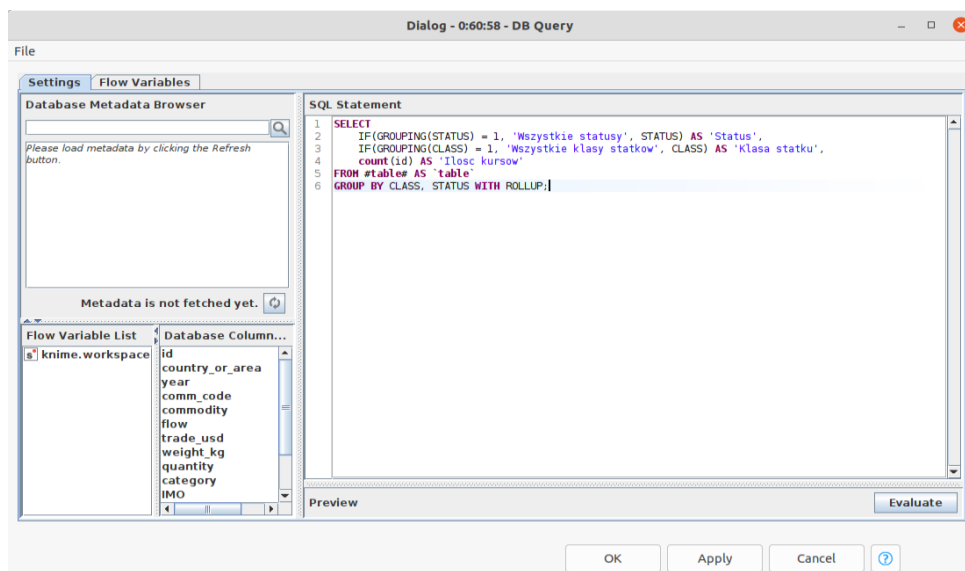 Dialog - 0:60:58 - DB Query
File
Settings
Flow Variables
Database Metadata Browser
Please load metadata by clicking the Refresh
button.
Metadata is not fetched yet.
Flow Variable List
s knime.workspace
Database Column...
id
country_or_area
year
comm_code
commodity
flow
trade_usd
weight_kg
quantity
category
IMO
SQL Statement
1 SELECT
2 IF(GROUPING(STATUS) = 1, 'Wszystkie statusy', STATUS) AS 'Status',
3 IF(GROUPING(CLASS) = 1, 'Wszystkie klasy statkow', CLASS) AS 'Klasa statku',
4 count(id) AS 'Ilosc kursow'
5 FROM #table# AS `table`
6 GROUP BY CLASS, STATUS WITH ROLLUP;
Preview
Evaluate
OK
Apply
Cancel
?